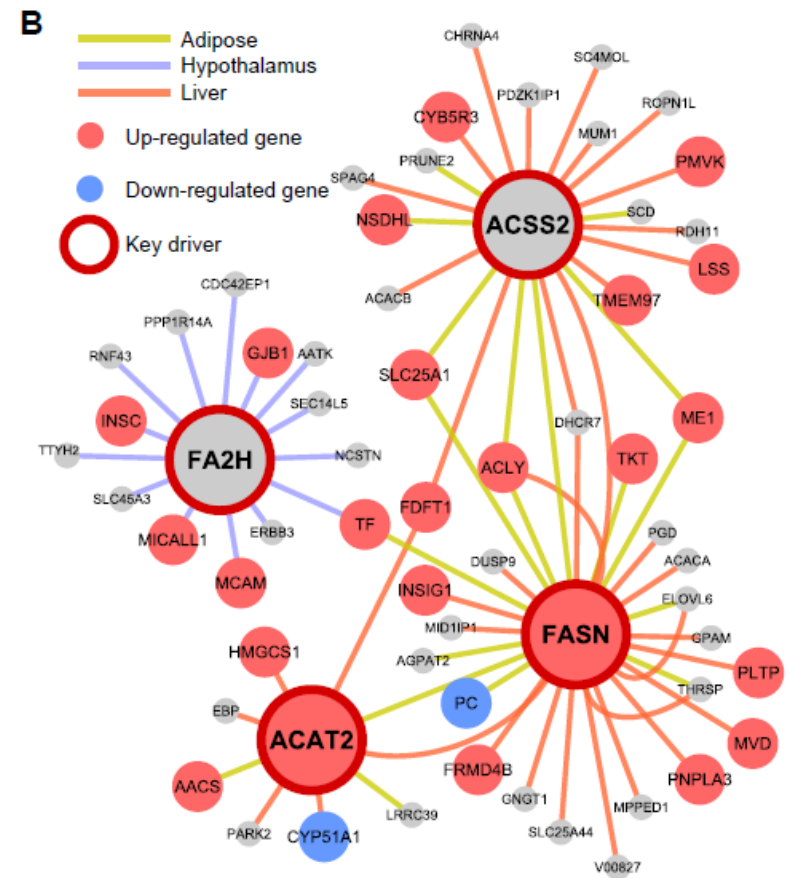 B
Adipose
Hypothalamus
Liver
Up-regulated gene
Down-regulated gene
Key driver
CHRNA4
SC4MOL
PDZK1IP1
ROPN1L
CYB5R3
MUM1
PRUNE2
PMVK
SPAG4
NSDHL
ACSS2
SCD
RDH11
LSS
ACACB
TMEM97
CDC42EP1
PPP1R14A
RNF43
GJB1
AATK
SLC25A1
SEC14L5
INSC
DHCR7
ME1
TTYH2
FA2H
NCSTN
ACLY
TKT
SLC45A3
FDFT1
MICALL1
ERBB3
TF
PGD
DUSP9
ACACA
MCAM
INSIG1
ELOVL6
MID1IP1
FASN
GPAM
HMGCS1
AGPAT2
PLTP
THRSP
EBP
PC
ACAT2
MVD
AACS
FRMD4B
PNPLA3
GNGT1
MPPED1
LRRC39
PARK2
CYP51A1
SLC25A44
V00827